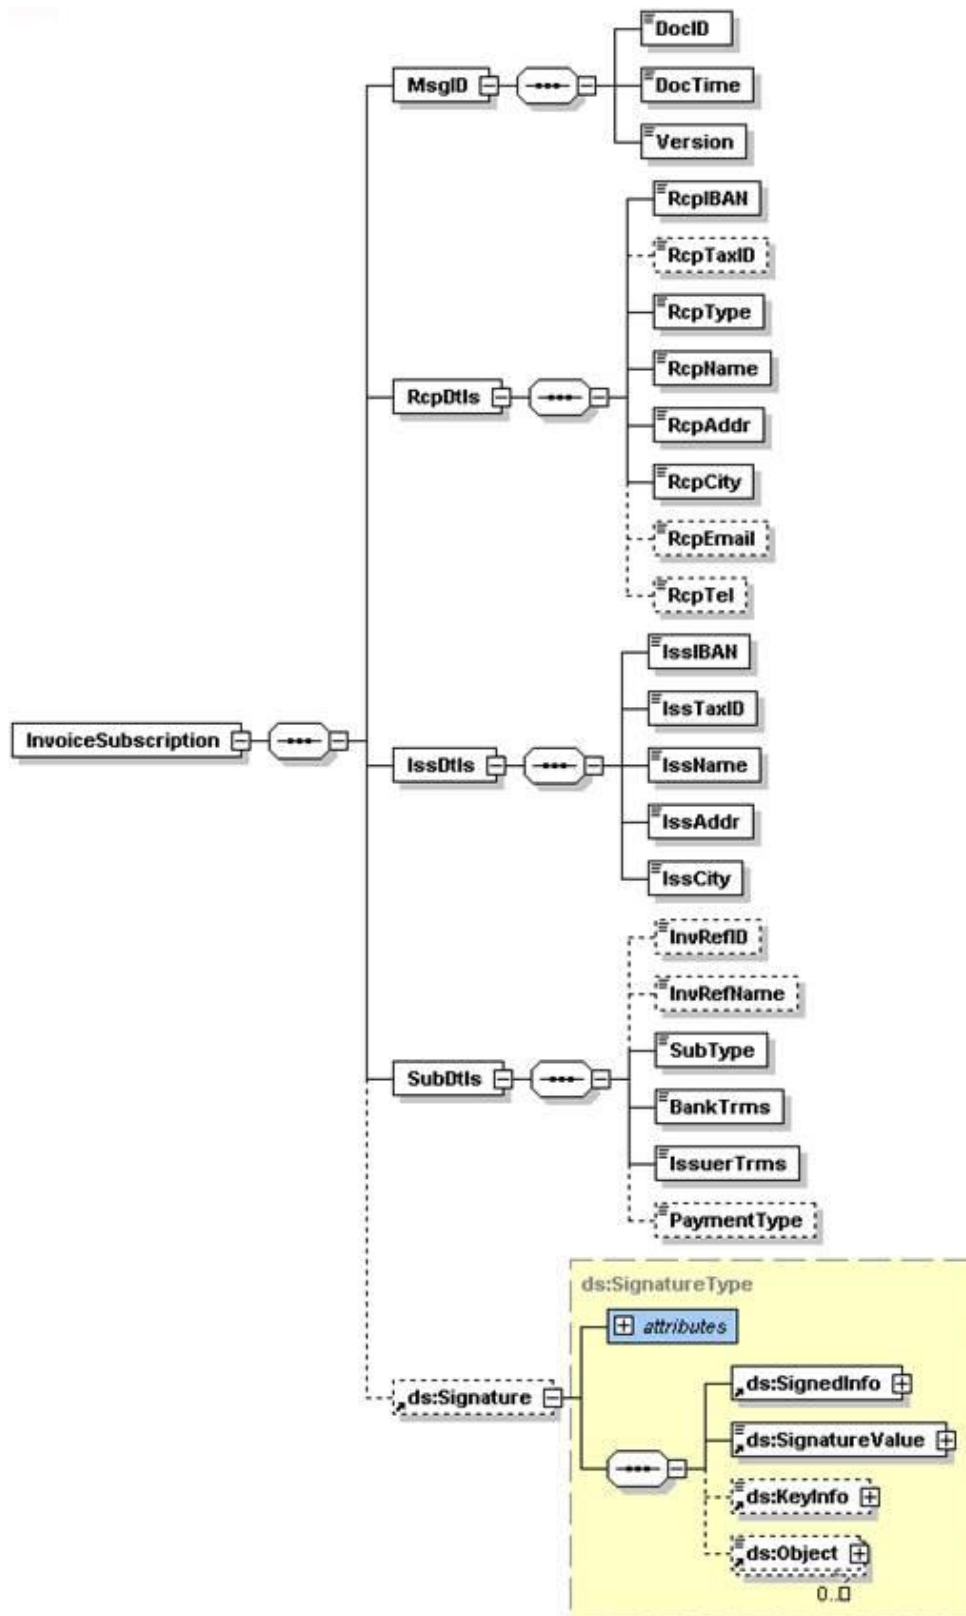 DocID
MsgID
DocTime
Version
RcpIBAN
RcpTaxID
RcpType
RcpName
RcpDtls
RcpAddr
RcpCity
RcpEmail
RcpTel
IssIBAN
IssTaxID
InvoiceSubscription
IssDtls
IssName
IssAddr
IssCity
InvRefID
InvRefName
SubType
SubDtls
BankTrms
IssuerTrms
PaymentType
ds:SignatureType
attributes
ds:Signature
ds:SignedInfo
ds:SignatureValue
ds:KeyInfo
ds:Object
0..